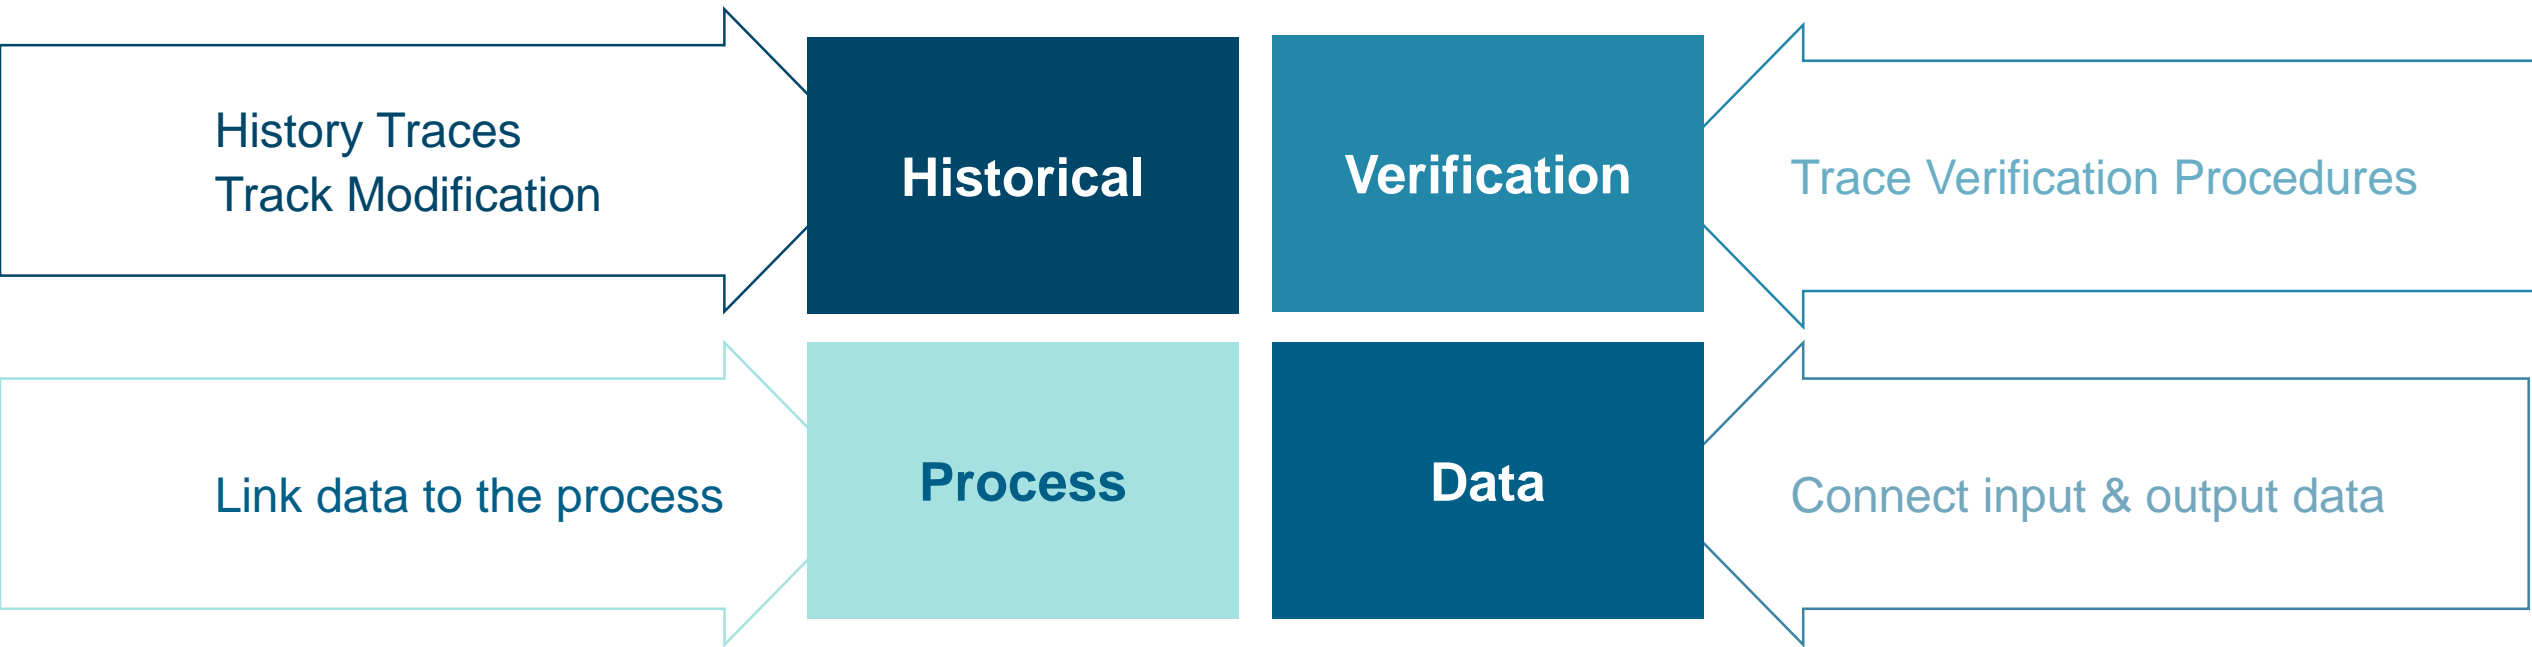 History Traces
Track Modification
Historical
Verification
Trace Verification Procedures
Link data to the process
Process
Data
Connect input & output data